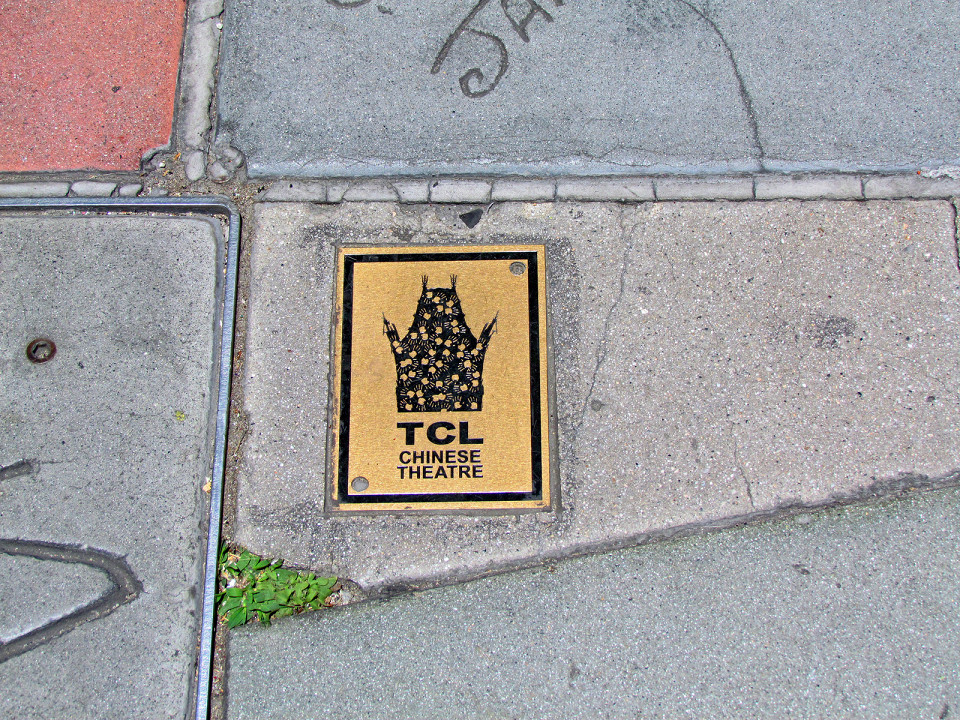 TCL
CHINESE
THEATRE